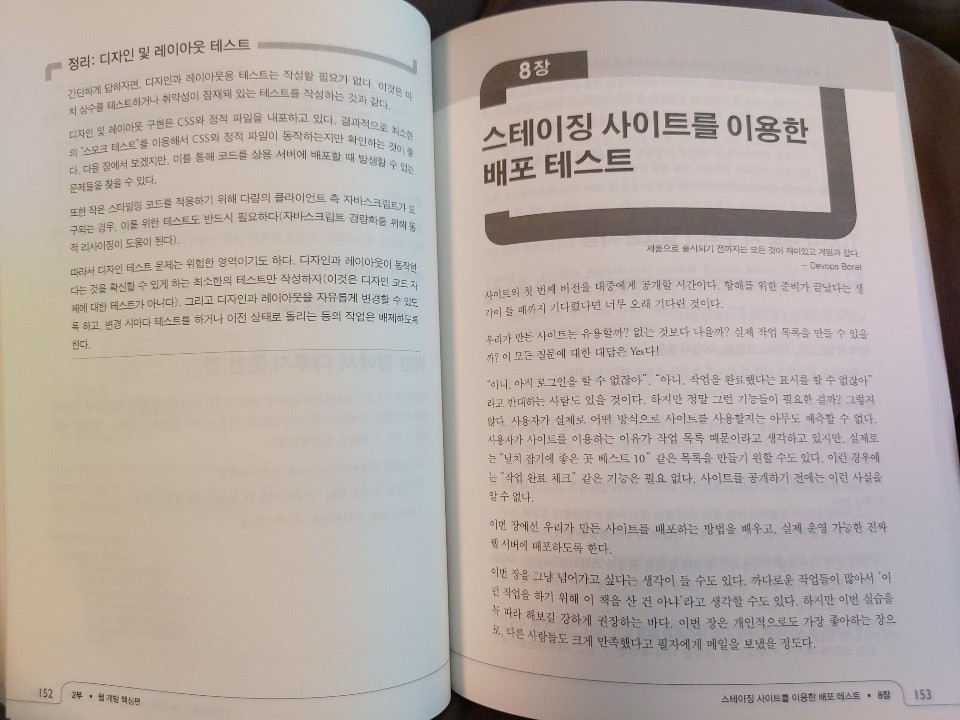 정리: 디자인 및 레이아웃 테스트
간단하게 답하자면, 디자인과 레이아웃용 테스트는 작성할 필요가 없다. 이것은 마
치 상수를 테스트하거나 취약성이 잠재돼 있는 테스트를 작성하는 것과 같다.
디자인 및 레이아웃 구현은 CSS와 정적 파일을 내포하고 있다. 결과적으로 최소한
의 "스모크 테스트"를 이용해서 CSS와 정적 파일이 동작하는지만 확인하는 것이 좋
다. 다음 장에서 보겠지만, 이를 통해 코드를 상용 서버에 배포할 때 발생할 수 있는
문제들을 찾을 수 있다.
또한 작은 스타일링 코드를 적용하기 위해 다량의 클라이언트 측 자바스크립트가 요
구되는 경우, 이를 위한 테스트도 반드시 필요하다(자바스크립트 경량화를 위해 동
적 리사이징이 도움이 된다).
따라서 디자인 테스트 문제는 위험한 영역이기도 하다. 디자인과 레이아웃이 동작한
다는 것을 확신할 수 있게 하는 최소한의 테스트만 작성하자(이것은 디자인 코드 자
체에 대한 테스트가 아니다). 그리고 디자인과 레이아웃을 자유롭게 변경할 수 있도
록 하고, 변경 시마다 테스트를 하거나 이전 상태로 돌리는 등의 작업은 배제하도록
한다.
152 2부 • 웹 개발 핵심편
8장
스테이징 사이트를 이용한
배포 테스트
제품으로 출시되기 전까지는 모든 것이 재미있고 게임과 같다.
– Devops Borat
사이트의 첫 번째 버전을 대중에게 공개할 시간이다. 항해를 위한 준비가 끝났다는 생
각이 들 때까지 기다렸다면 너무 오래 기다린 것이다.
우리가 만든 사이트는 유용할까? 없는 것보다 나을까? 실제 작업 목록을 만들 수 있을
까? 이 모든 질문에 대한 대답은 Yes다!
"아니, 아직 로그인을 할 수 없잖아", "아니, 작업을 완료했다는 표시를 할 수 없잖아"
라고 반대하는 사람도 있을 것이다. 하지만 정말 그런 기능들이 필요한 걸까? 그렇지
않다. 사용자가 실제로 어떤 방식으로 사이트를 사용할지는 아무도 예측할 수 없다.
사용자가 사이트를 이용하는 이유가 작업 목록 때문이라고 생각하고 있지만, 실제로
는 "낚치 잡기에 좋은 곳 베스트 10" 같은 목록을 만들기 원할 수도 있다. 이런 경우에
는 "작업 완료 체크" 같은 기능은 필요 없다. 사이트를 공개하기 전에는 이런 사실을
알 수 없다.
이번 장에선 우리가 만든 사이트를 배포하는 방법을 배우고, 실제 운영 가능한 진짜
웹 서버에 배포하도록 한다.
이번 장을 그냥 넘어가고 싶다는 생각이 들 수도 있다. 까다로운 작업들이 많아서 '이
런 작업을 하기 위해 이 책을 산 건 아냐'라고 생각할 수도 있다. 하지만 이번 실습을
꼭 따라 해보길 강하게 권장하는 바다. 이번 장은 개인적으로도 가장 좋아하는 장으
로, 다른 사람들도 크게 만족했다고 필자에게 메일을 보냈을 정도다.
스테이징 사이트를 이용한 배포 테스트 • 8장 153